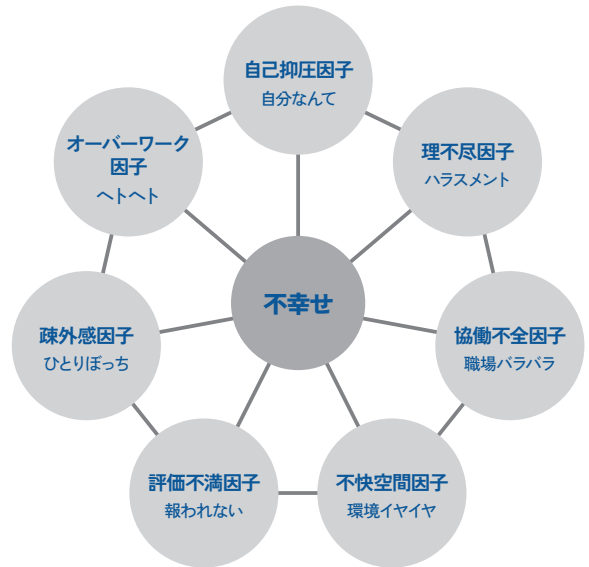 自己抑圧因子
自分なんて
理不尽因子
ハラスメント
協働不全因子
職場バラバラ
不快空間因子
環境イヤイヤ
評価不満因子
報われない
疎外感因子
ひとりぼっち
オーバーワーク
因子
ヘトヘト
不幸せ